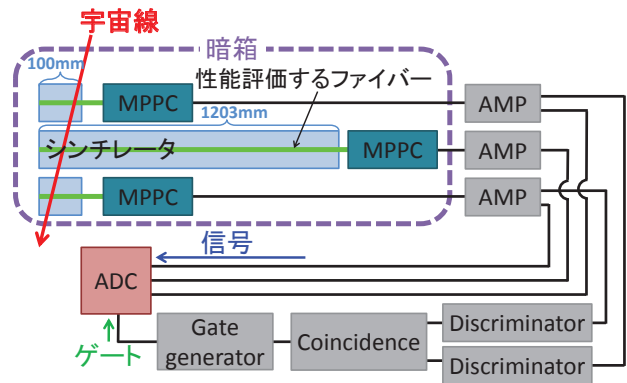 宇宙線
暗箱
100mm
性能評価するファイバー
MPPC
AMP
1203mm
シンチレータ
MPPC
AMP
MPPC
AMP
信号
ADC
ゲート
Gate
generator
Coincidence
Discriminator
Discriminator